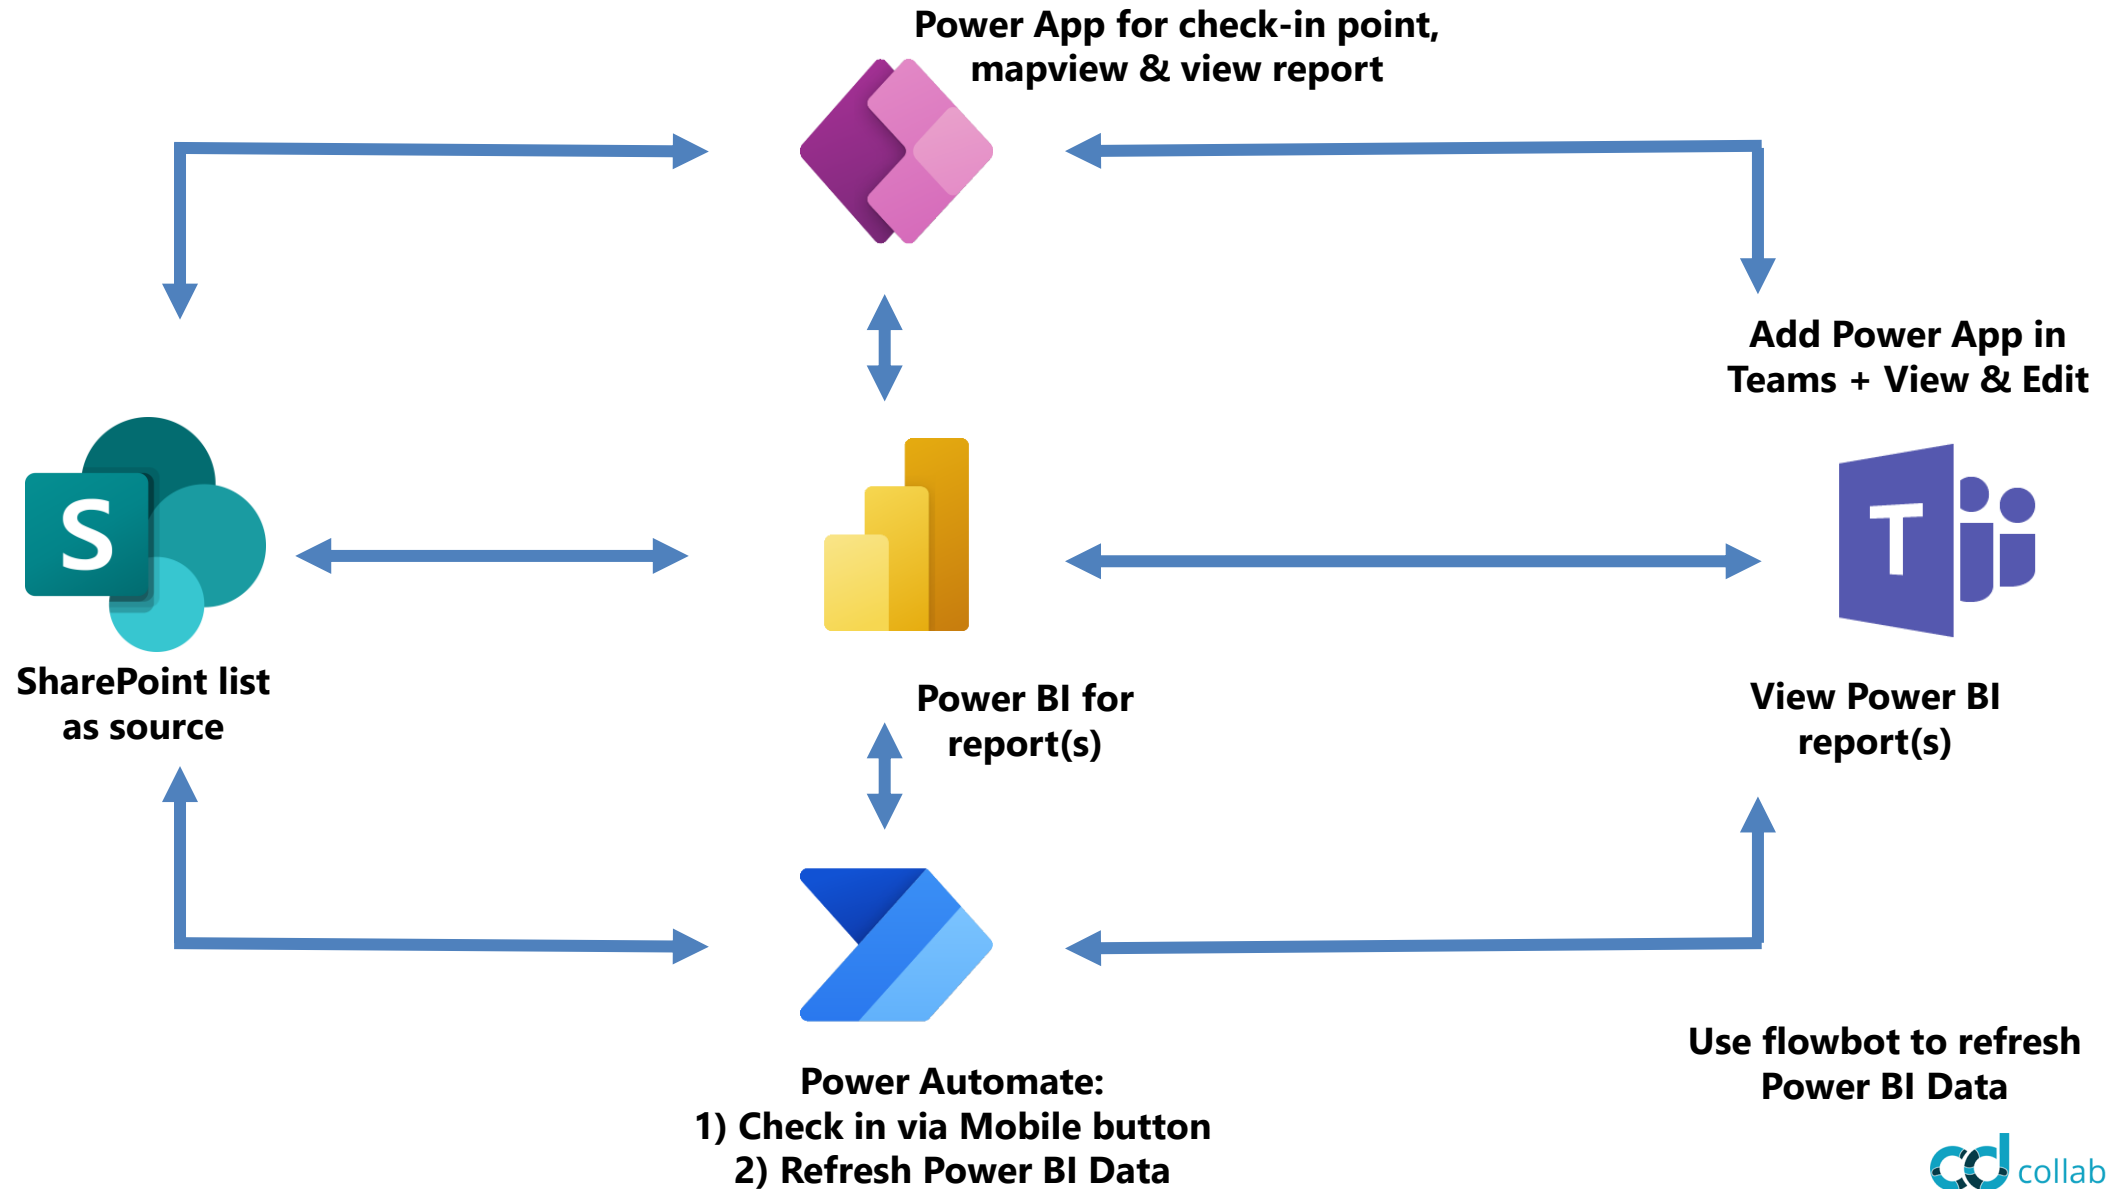 Power App for check-in point,
mapview & view report
Add Power App in
Teams + View & Edit
S
T
SharePoint list
as source
Power BI for
report(s)
View Power BI
report(s)
Power Automate:
1) Check in via Mobile button
2) Refresh Power BI Data
Use flowbot to refresh
Power BI Data
cd collab